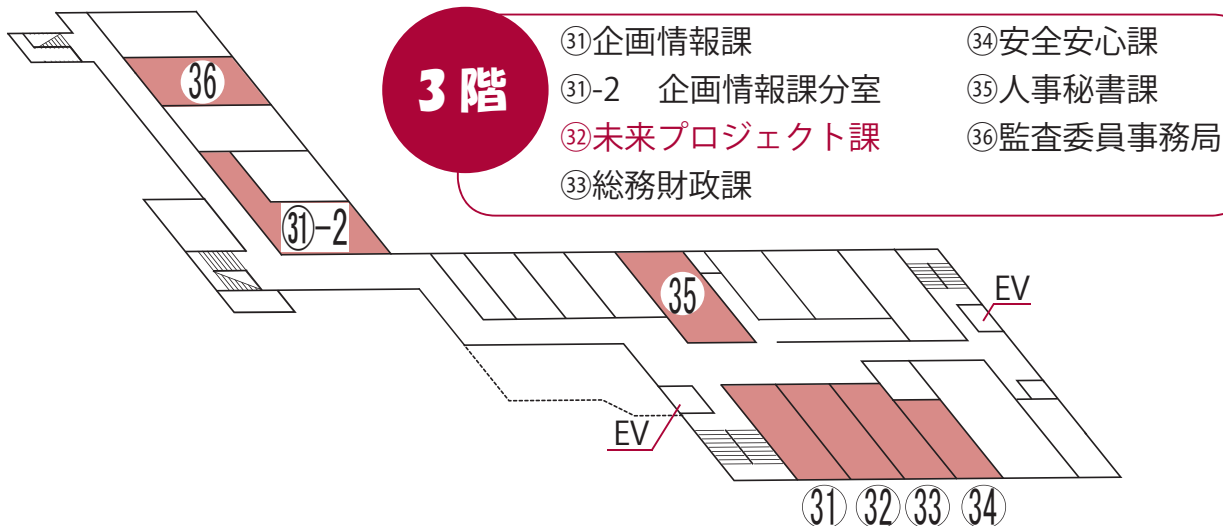 3階
㉛企画情報課
㉛-2 企画情報課分室
㉜未来プロジェクト課
㉝総務財政課
㉞安全安心課
㉟人事秘書課
㊱監査委員事務局
㊱
㉛-2
㉟
EV
EV
㉛ ㉜ ㉝ ㉞